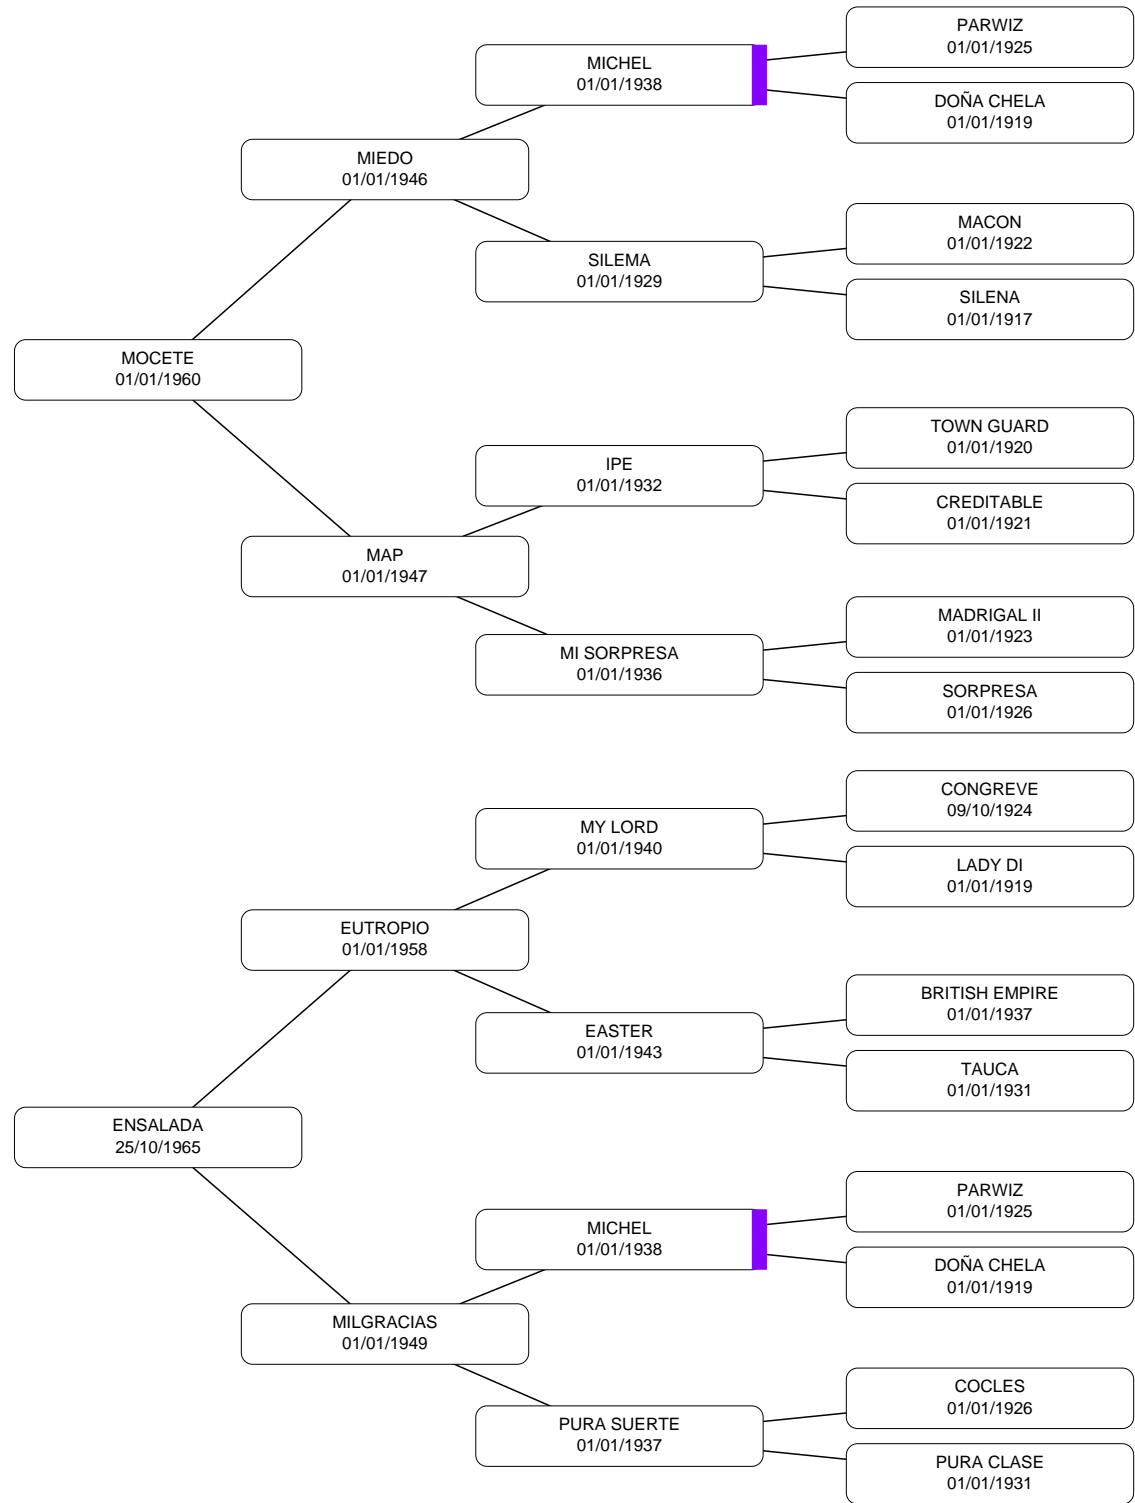 PARWIZ
01/01/1925
MICHEL
01/01/1938
DOÑA CHELA
01/01/1919
MIEDO
01/01/1946
MACON
01/01/1922
SILEMA
01/01/1929
SILENA
01/01/1917
MOCETE
01/01/1960
TOWN GUARD
01/01/1920
IPE
01/01/1932
CREDITABLE
01/01/1921
MAP
01/01/1947
MADRIGAL II
01/01/1923
MI SORPRESA
01/01/1936
SORPRESA
01/01/1926
CONGREVE
09/10/1924
MY LORD
01/01/1940
LADY DI
01/01/1919
EUTROPIO
01/01/1958
BRITISH EMPIRE
01/01/1937
EASTER
01/01/1943
TAUCA
01/01/1931
ENSALADA
25/10/1965
PARWIZ
01/01/1925
MICHEL
01/01/1938
DOÑA CHELA
01/01/1919
MILGRACIAS
01/01/1949
COCLES
01/01/1926
PURA SUERTE
01/01/1937
PURA CLASE
01/01/1931